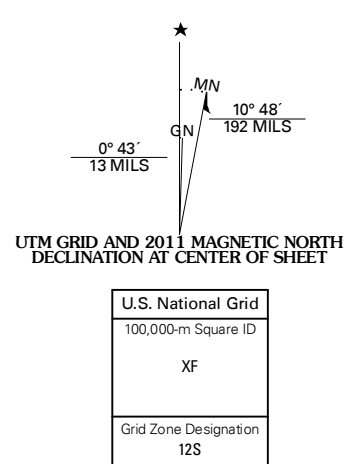 MN
GN
0° 43´
13 MILS
10° 48´
192 MILS
UTM GRID AND 2011 MAGNETIC NORTH
DECLINATION AT CENTER OF SHEET
U.S. National Grid
100,000-m Square ID
XF
Grid Zone Designation
12S